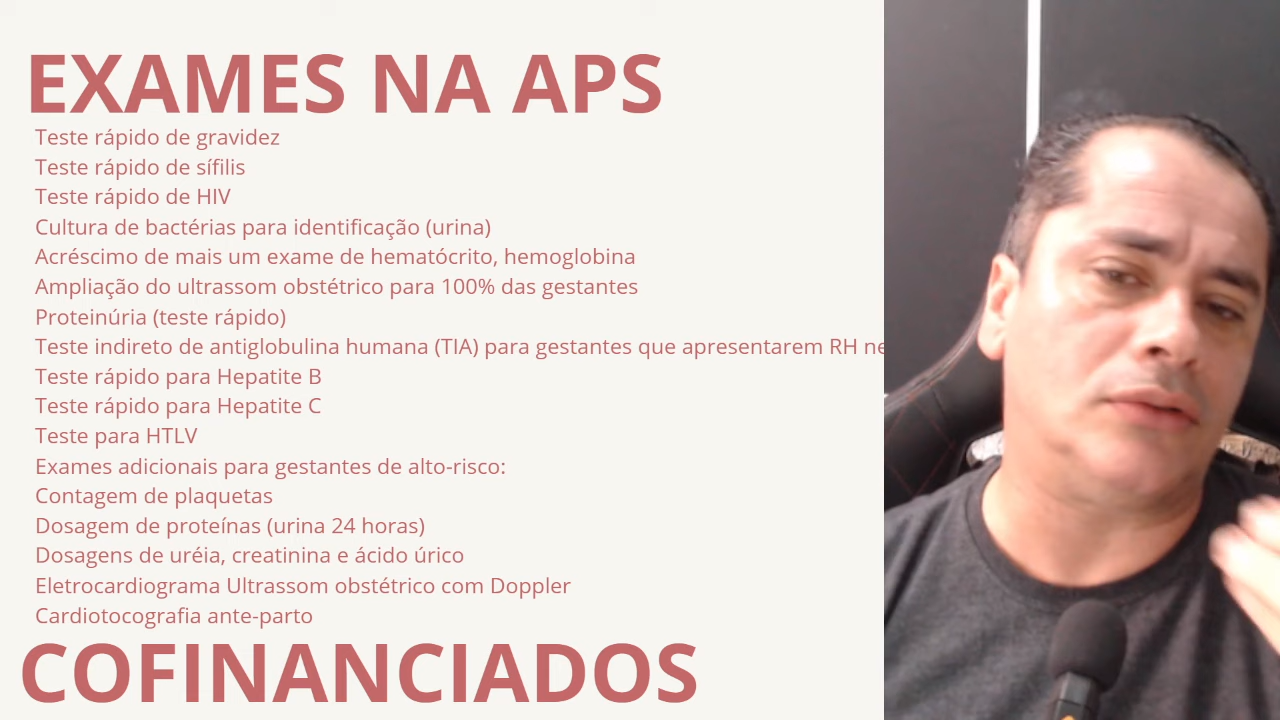 EXAMES NA APS
Teste rápido de gravidez
Teste rápido de sífilis
Teste rápido de HIV
Cultura de bactérias para identificação (urina)
Acréscimo de mais um exame de hematócrito, hemoglobina
Ampliação do ultrassom obstétrico para 100% das gestantes
Proteinúria (teste rápido)
Teste indireto de antiglobulina humana (TIA) para gestantes que apresentarem RH
Teste rápido para Hepatite B
Teste rápido para Hepatite C
Teste para HTLV
Exames adicionais para gestantes de alto-risco:
Contagem de plaquetas
Dosagem de proteínas (urina 24 horas)
Dosagens de uréia, creatinina e ácido úrico
Eletrocardiograma Ultrassom obstétrico com Doppler
Cardiotocografia ante-parto
COFINANCIADOS